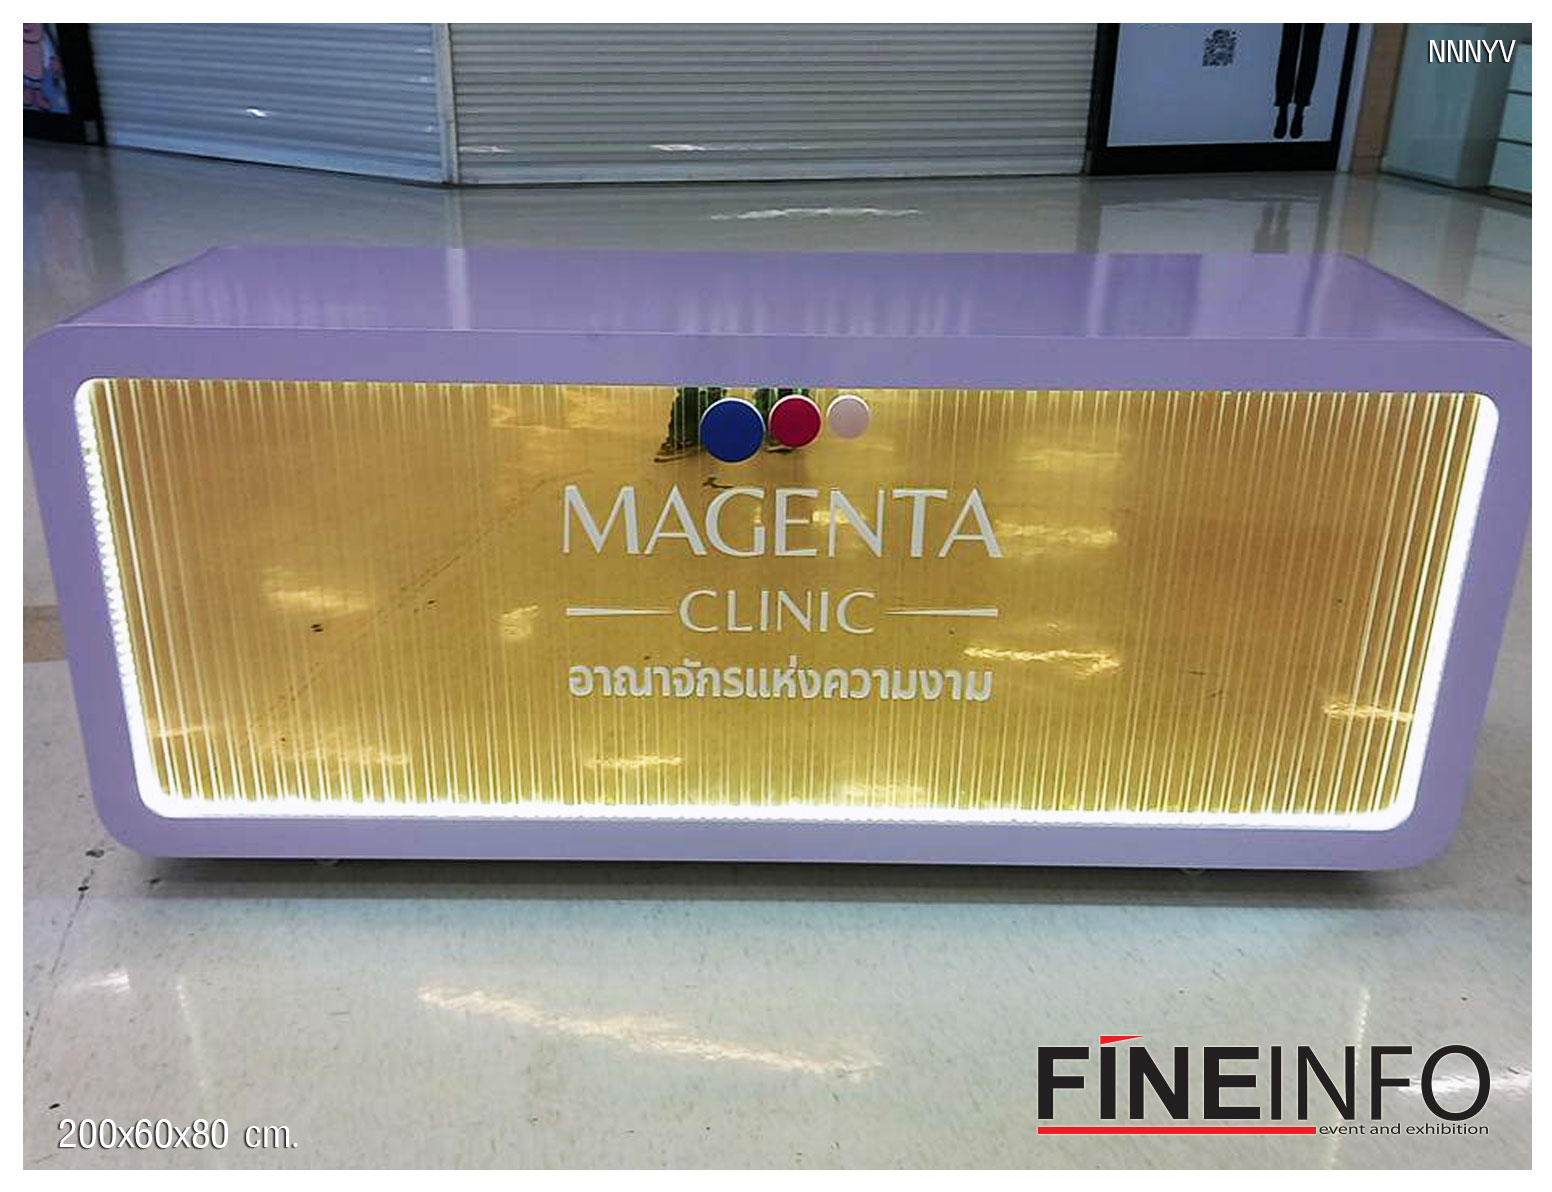 NNNYV
MAGENTA
CLINIC
อาณาจักรแห่งความงาม
200x60x80 cm.
FINEINFO
event and exhibition